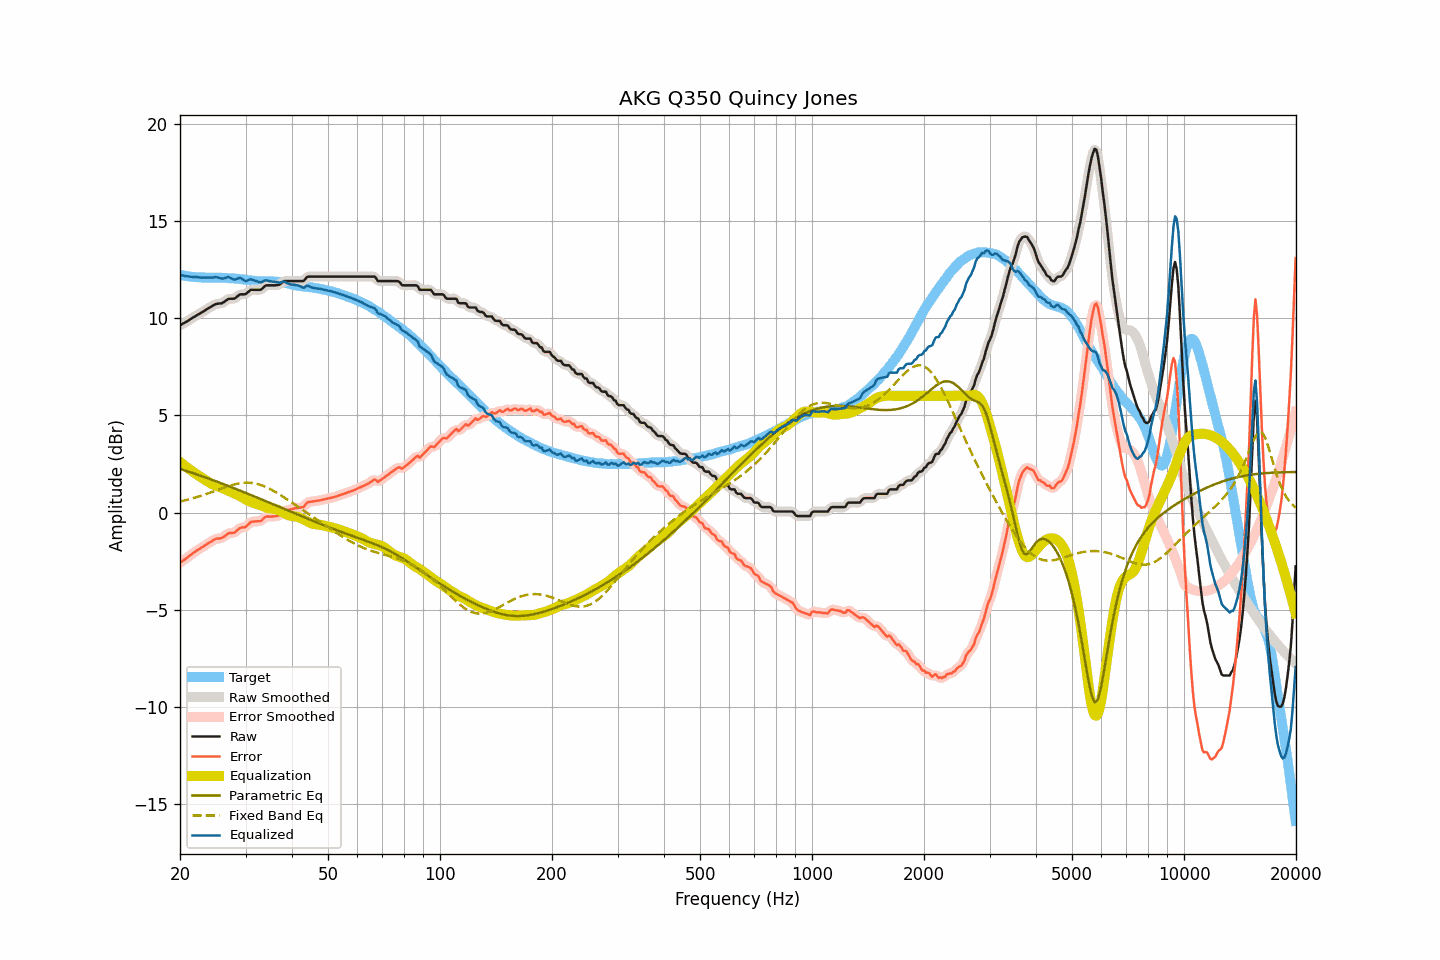 AKG Q350 Quincy Jones
20
15
10
5
0
−5
−10
−15
Amplitude (dBr)
Target
Raw Smoothed
Error Smoothed
Raw
Error
Equalization
Parametric Eq
Fixed Band Eq
Equalized
20 50 100 200 500 1000 2000 5000 10000 20000
Frequency (Hz)